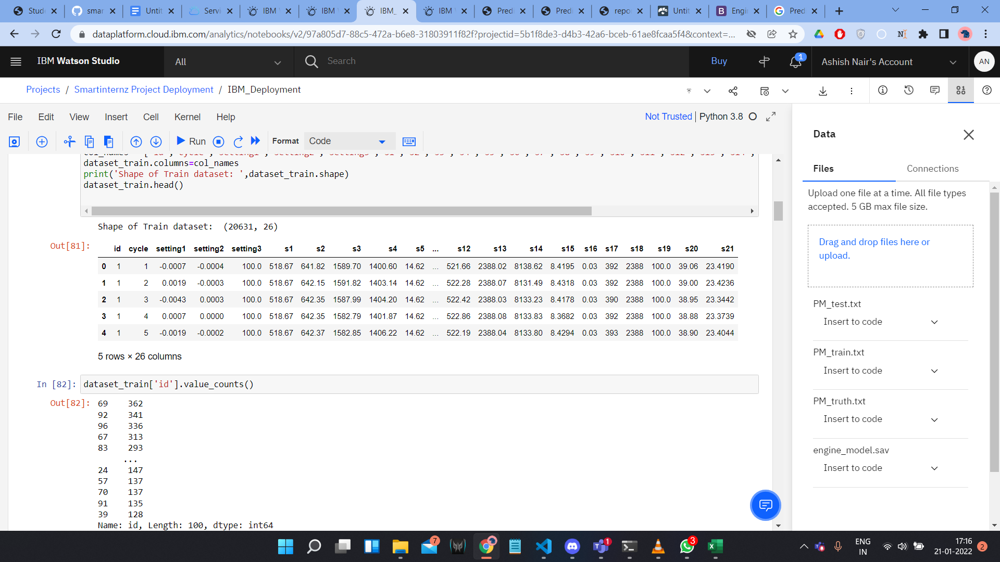 Stude
smar
Untit
Servi
IBM W
IBM W
IBM_
IBM W
Predi
Predi
repo
Untit
Engi
Pred
dataplatform.cloud.ibm.com/analytics/notebooks/v2/97a805d7-88c5-472a-b6e8-31803911f82f?projectid=5b1f8de3-d4b3-42a6-bceb-61ae8fcaa5f4&context=...
IBM Watson Studio
All
Search
Buy
1
Ashish Nair's Account
AN
Projects / Smartinternz Project Deployment / IBM_Deployment
File Edit View Insert Cell Kernel Help
Not Trusted Python 3.8
Run
Format Code
dataset_train.columns=col_names
print('Shape of Train dataset: ',dataset_train.shape)
dataset_train.head()
Shape of Train dataset:  (20631, 26)
Out[81]:
id cycle setting1 setting2 setting3 s1 s2 s3 s4 s5 ... s12 s13 s14 s15 s16 s17 s18 s19 s20 s21
0 1 1 -0.0007 -0.0004 100.0 518.67 641.82 1589.70 1400.60 14.62 ... 521.66 2388.02 8138.62 8.4195 0.03 392 2388 100.0 39.06 23.4190
1 1 2 0.0019 -0.0003 100.0 518.67 642.15 1591.82 1403.14 14.62 ... 522.28 2388.07 8131.49 8.4318 0.03 392 2388 100.0 39.00 23.4236
2 1 3 -0.0043 0.0003 100.0 518.67 642.35 1587.99 1404.20 14.62 ... 522.42 2388.03 8133.23 8.4178 0.03 390 2388 100.0 38.95 23.3442
3 1 4 0.0007 0.0000 100.0 518.67 642.35 1582.79 1401.87 14.62 ... 522.86 2388.08 8133.83 8.3682 0.03 392 2388 100.0 38.88 23.3739
4 1 5 -0.0019 -0.0002 100.0 518.67 642.37 1582.85 1406.22 14.62 ... 522.19 2388.04 8133.80 8.4294 0.03 393 2388 100.0 38.90 23.4044
5 rows × 26 columns
In [82]: dataset_train['id'].value_counts()
Out[82]: 69 362
92 341
96 336
67 313
83 293
...
24 147
57 137
70 137
91 135
39 128
Name: id, Length: 100, dtype: int64
Data
Files
Connections
Upload one file at a time. All file types
accepted. 5 GB max file size.
Drag and drop files here or
upload.
PM_test.txt
Insert to code
PM_train.txt
Insert to code
PM_truth.txt
Insert to code
engine_model.sav
Insert to code
7
1
3
ENG
IN
17:16
21-01-2022
2